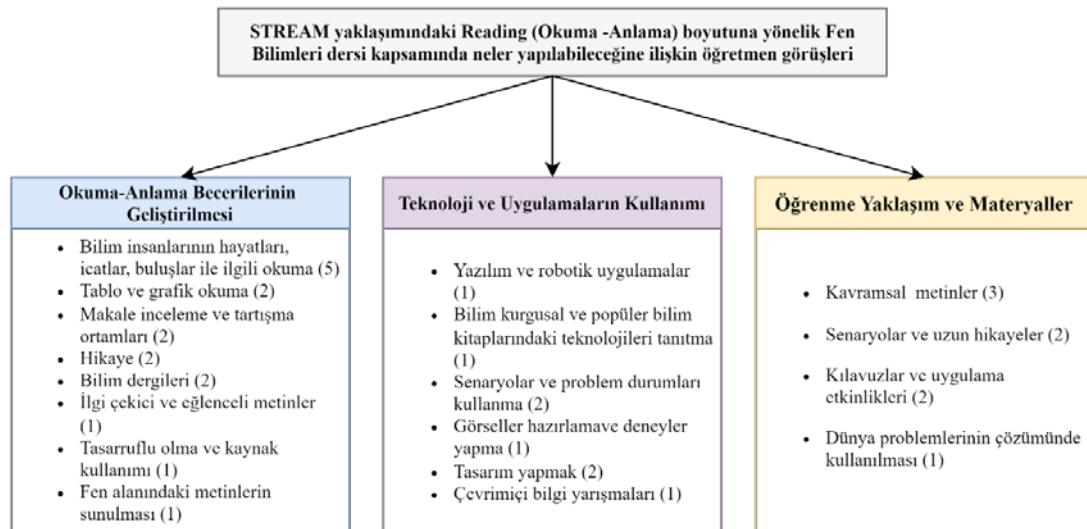 STREAM yaklaşımındaki Reading (Okuma -Anlama) boyutuna yönelik Fen
Bilimleri dersi kapsamında neler yapılabileceğine ilişkin öğretmen görüşleri
Okuma-Anlama Becerilerinin
Geliştirilmesi
• Bilim insanlarının hayatları,
icatlar, buluşlar ile ilgili okuma (5)
• Tablo ve grafik okuma (2)
• Makale inceleme ve tartışma
ortamları (2)
• Hikaye (2)
• Bilim dergileri (2)
• İlgi çekici ve eğlenceli metinler
(1)
• Tasarruflu olma ve kaynak
kullanımı (1)
• Fen alanındaki metinlerin
sunulması (1)
Teknoloji ve Uygulamaların Kullanımı
• Yazılım ve robotik uygulamalar
(1)
• Bilim kurgusal ve popüler bilim
kitaplarındaki teknolojileri tanıtma
(1)
• Senaryolar ve problem durumları
kullanma (2)
• Görseller hazırlamave deneyler
yapma (1)
• Tasarım yapmak (2)
• Çevrimiçi bilgi yarışmaları (1)
Öğrenme Yaklaşım ve Materyaller
• Kavramsal metinler (3)
• Senaryolar ve uzun hikayeler (2)
• Kılavuzlar ve uygulama
etkinlikleri (2)
• Dünya problemlerinin çözümünde
kullanılması (1)